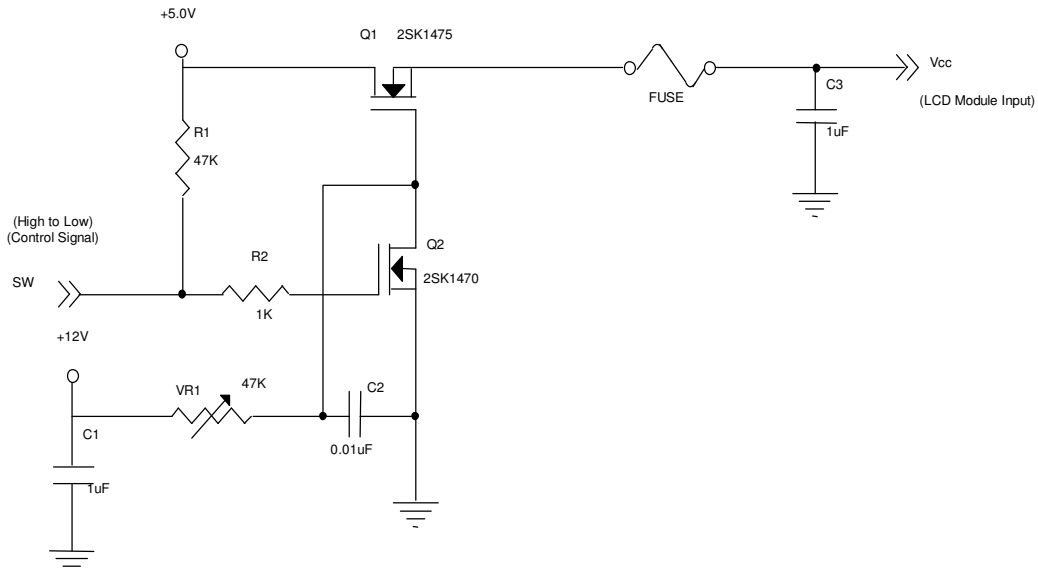 +5.0V
Q1 2SK1475
Vcc
FUSE
C3
(LCD Module Input)
R1
1uF
47K
(High to Low)
(Control Signal)
Q2
R2
2SK1470
SW
1K
+12V
VR1
47K
C2
C1
0.01uF
1uF